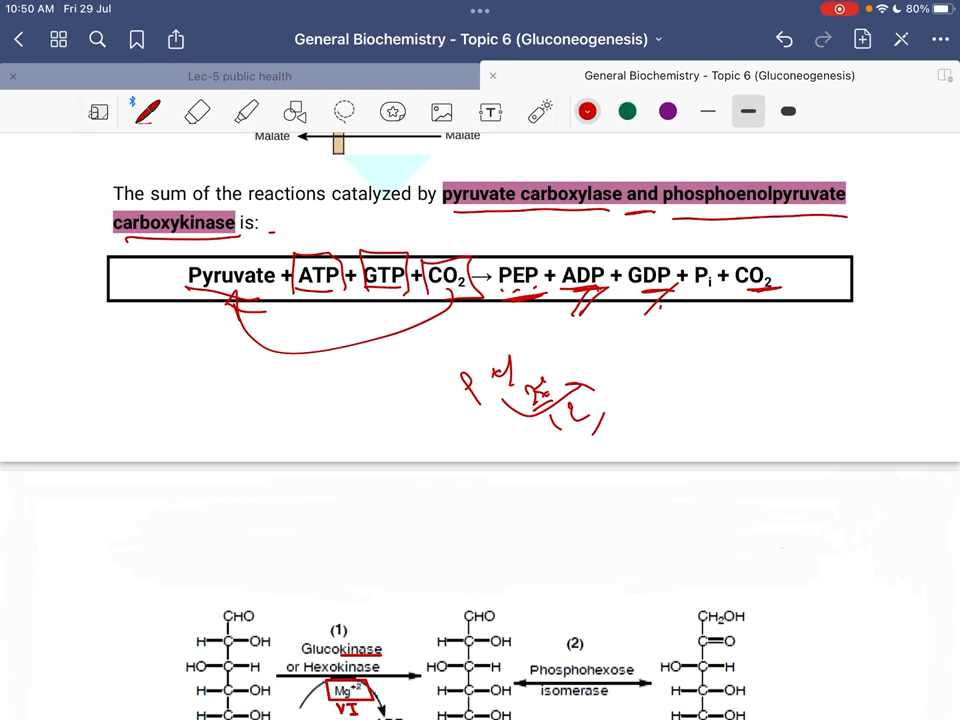 10:50 AM Fri 29 Jul
80%
General Biochemistry - Topic 6 (Gluconeogenesis)
Lec-5 public health
General Biochemistry - Topic 6 (Gluconeogenesis)
Malate Malate
The sum of the reactions catalyzed by pyruvate carboxylase and phosphoenolpyruvate
carboxykinase is:
Pyruvate + ATP + GTP + CO₂ → PEP + ADP + GDP + Pᵢ + CO₂
CHO
H-C-OH
HO-C-H
H-C-OH
H-C-OH
(1)
Glucokinase
or Hexokinase
Mg⁺²
VI
CHO
H-C-OH
HO-C-H
H-C-OH
H-C-OH
(2)
Phosphohexose
isomerase
CH₂OH
C=O
HO-C-H
H-C-OH
H-C-OH